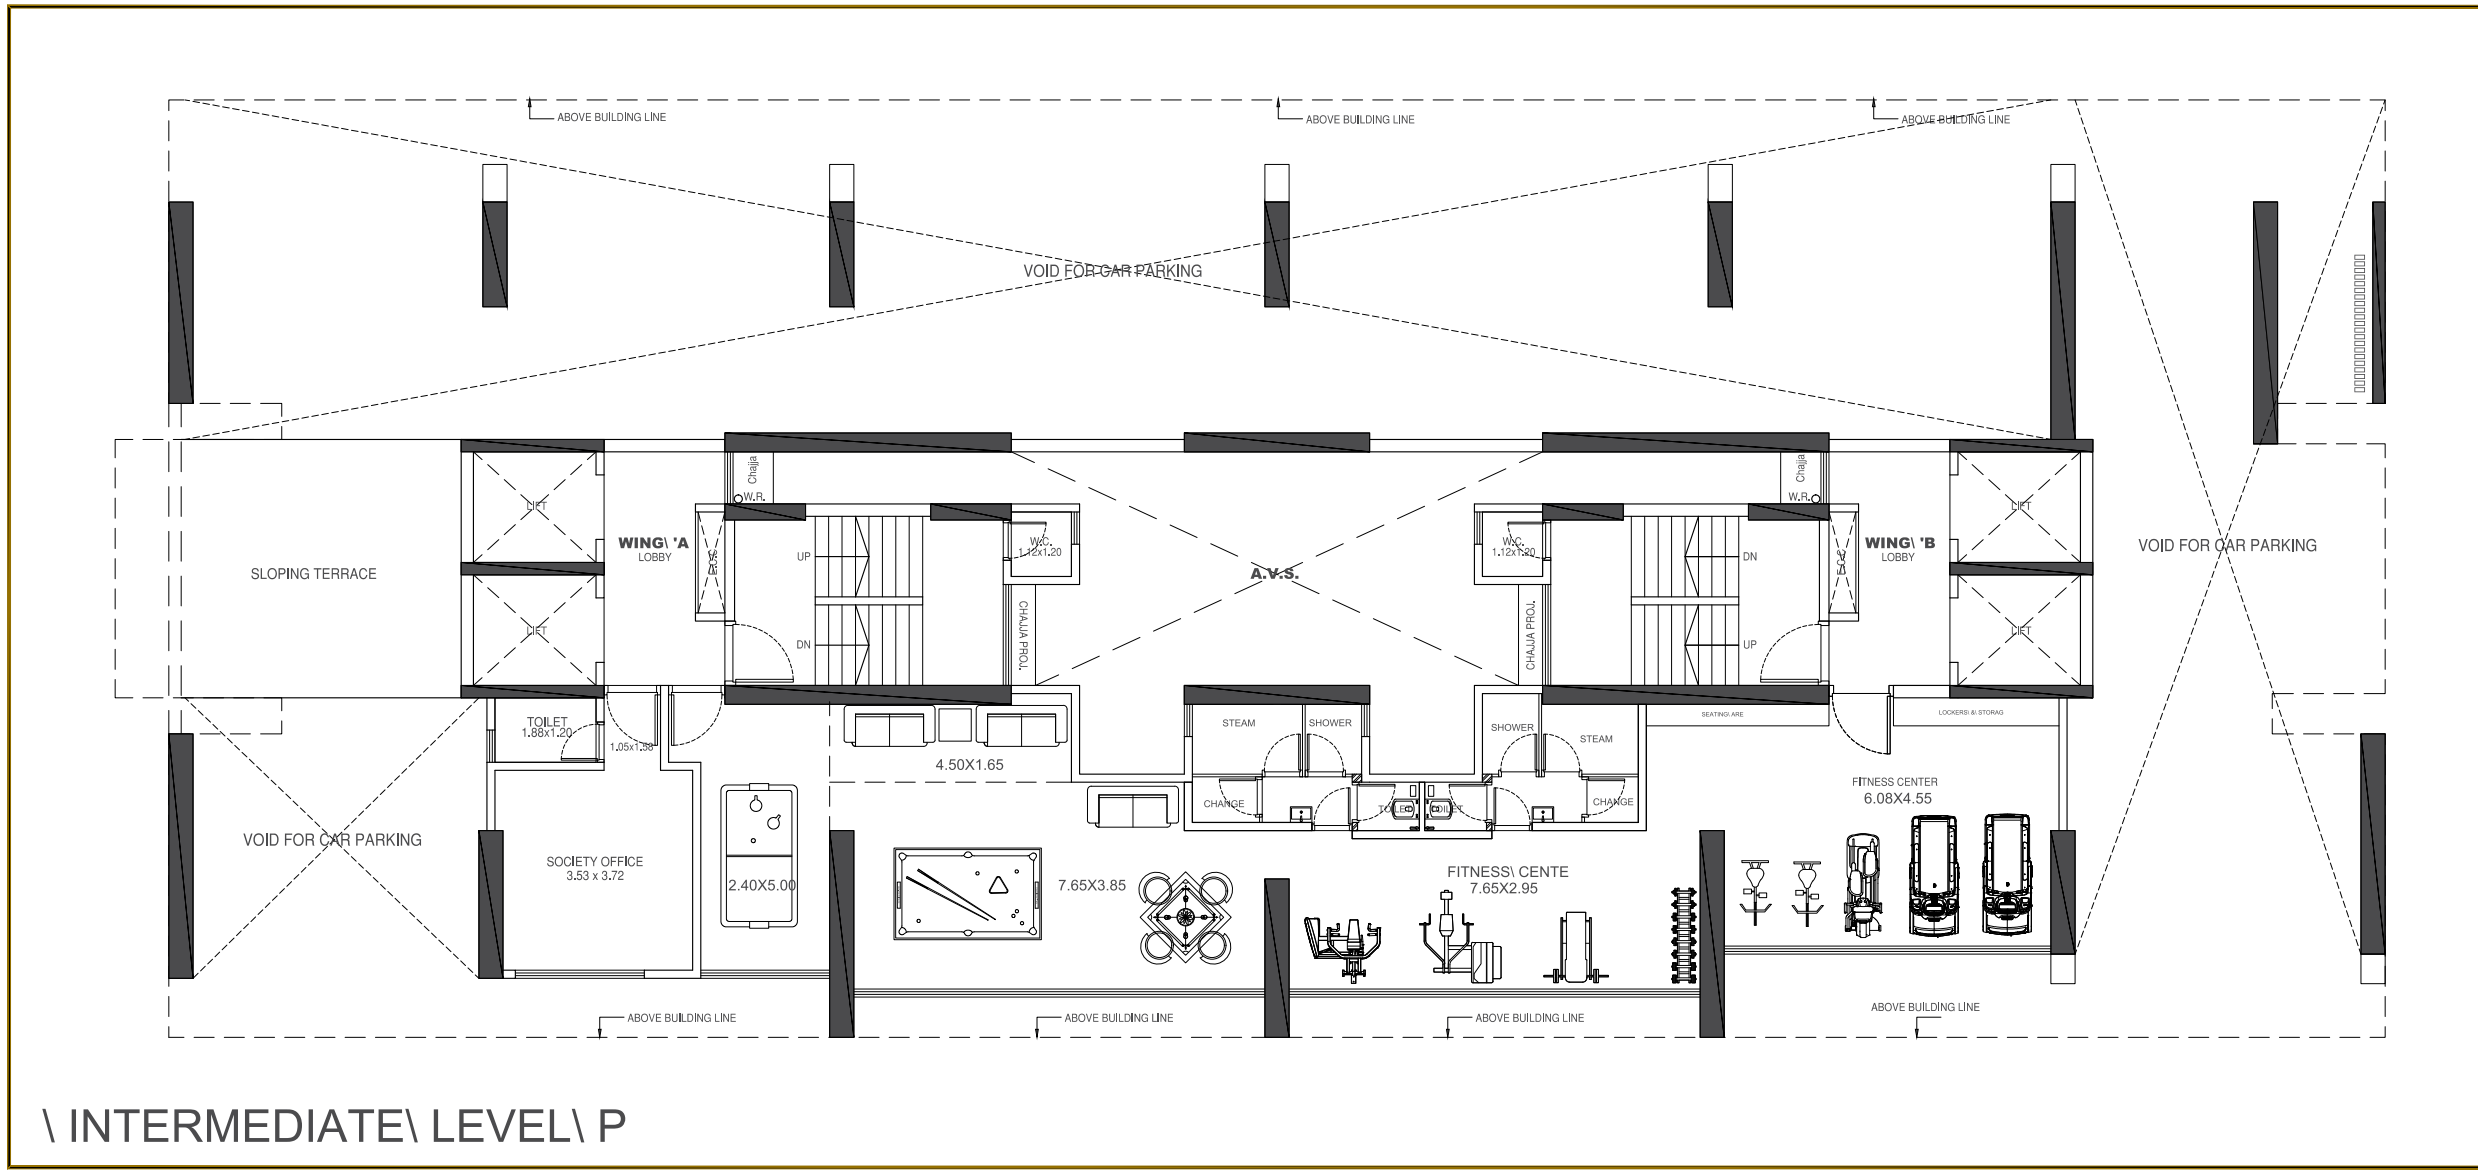 ABOVE BUILDING LINE
ABOVE BUILDING LINE
ABOVE BUILDING LINE
VOID FOR CAR PARKING
Chajja
W.R.
Chajja
W.R.
LIFT
LIFT
WING\ 'A
LOBBY
UP
W.C.
1.12x1.20
W.C.
1.12x1.20
DN
WING\ 'B
LOBBY
VOID FOR CAR PARKING
SLOPING TERRACE
A.V.S.
LIFT
LIFT
CHAJJA PROJ.
CHAJJA PROJ.
DN
UP
TOILET
1.88x1.20
1.05x1.58
STEAM
SHOWER
SHOWER
STEAM
SEATING\ ARE
LOCKERS\ &\ STORAG
4.50X1.65
FITNESS CENTER
6.08X4.55
CHANGE
TOILET
TOILET
CHANGE
VOID FOR CAR PARKING
SOCIETY OFFICE
3.53 x 3.72
2.40X5.00
7.65X3.85
FITNESS\ CENTE
7.65X2.95
ABOVE BUILDING LINE
ABOVE BUILDING LINE
ABOVE BUILDING LINE
ABOVE BUILDING LINE
\ INTERMEDIATE\ LEVEL\ P